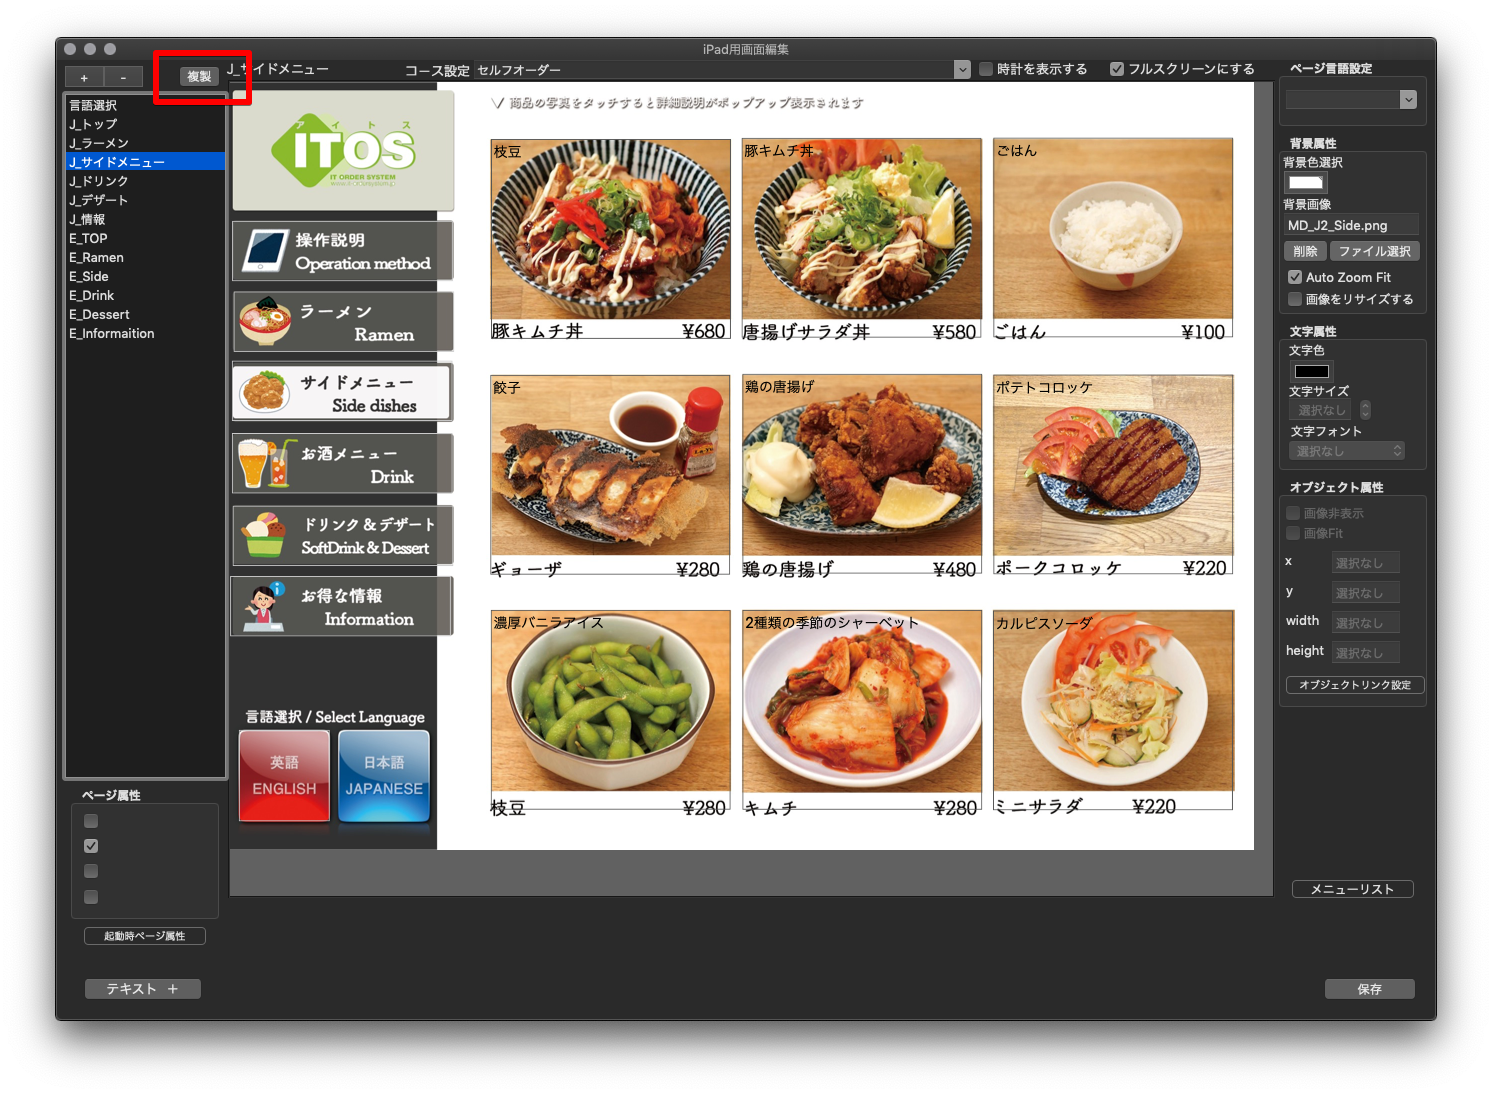 iPad用画面編集
+ -
複製
J_サイドメニュー
コース設定 セルフオーダー
時計を表示する
フルスクリーンにする
言語選択
J_トップ
J_ラーメン
J_サイドメニュー
J_ドリンク
J_デザート
J_情報
E_TOP
E_Ramen
E_Side
E_Drink
E_Dessert
E_Informaition
ページ属性
起動時ページ属性
テキスト +
アイトス
ITOS
IT ORDER SYSTEM
操作説明
Operation method
ラーメン
Ramen
サイドメニュー
Side dishes
お酒メニュー
Drink
ドリンク & デザート
SoftDrink & Dessert
お得な情報
Information
言語選択 / Select Language
英語
ENGLISH
日本語
JAPANESE
商品の写真をタッチすると詳細説明がポップアップ表示されます
枝豆
豚キムチ丼 ¥680
豚キムチ丼
唐揚げサラダ丼 ¥580
ごはん
ごはん ¥100
餃子
ギョーザ ¥280
鶏の唐揚げ
鶏の唐揚げ ¥480
ポテトコロッケ
ポークコロッケ ¥220
濃厚バニラアイス
枝豆 ¥280
2種類の季節のシャーベット
キムチ ¥280
カルピスソーダ
ミニサラダ ¥220
ページ言語設定
背景属性
背景色選択
背景画像
MD_J2_Side.png
削除 ファイル選択
Auto Zoom Fit
画像をリサイズする
文字属性
文字色
文字サイズ
選択なし
文字フォント
選択なし
オブジェクト属性
画像非表示
画像Fit
x 選択なし
y 選択なし
width 選択なし
height 選択なし
オブジェクトリンク設定
メニューリスト
保存